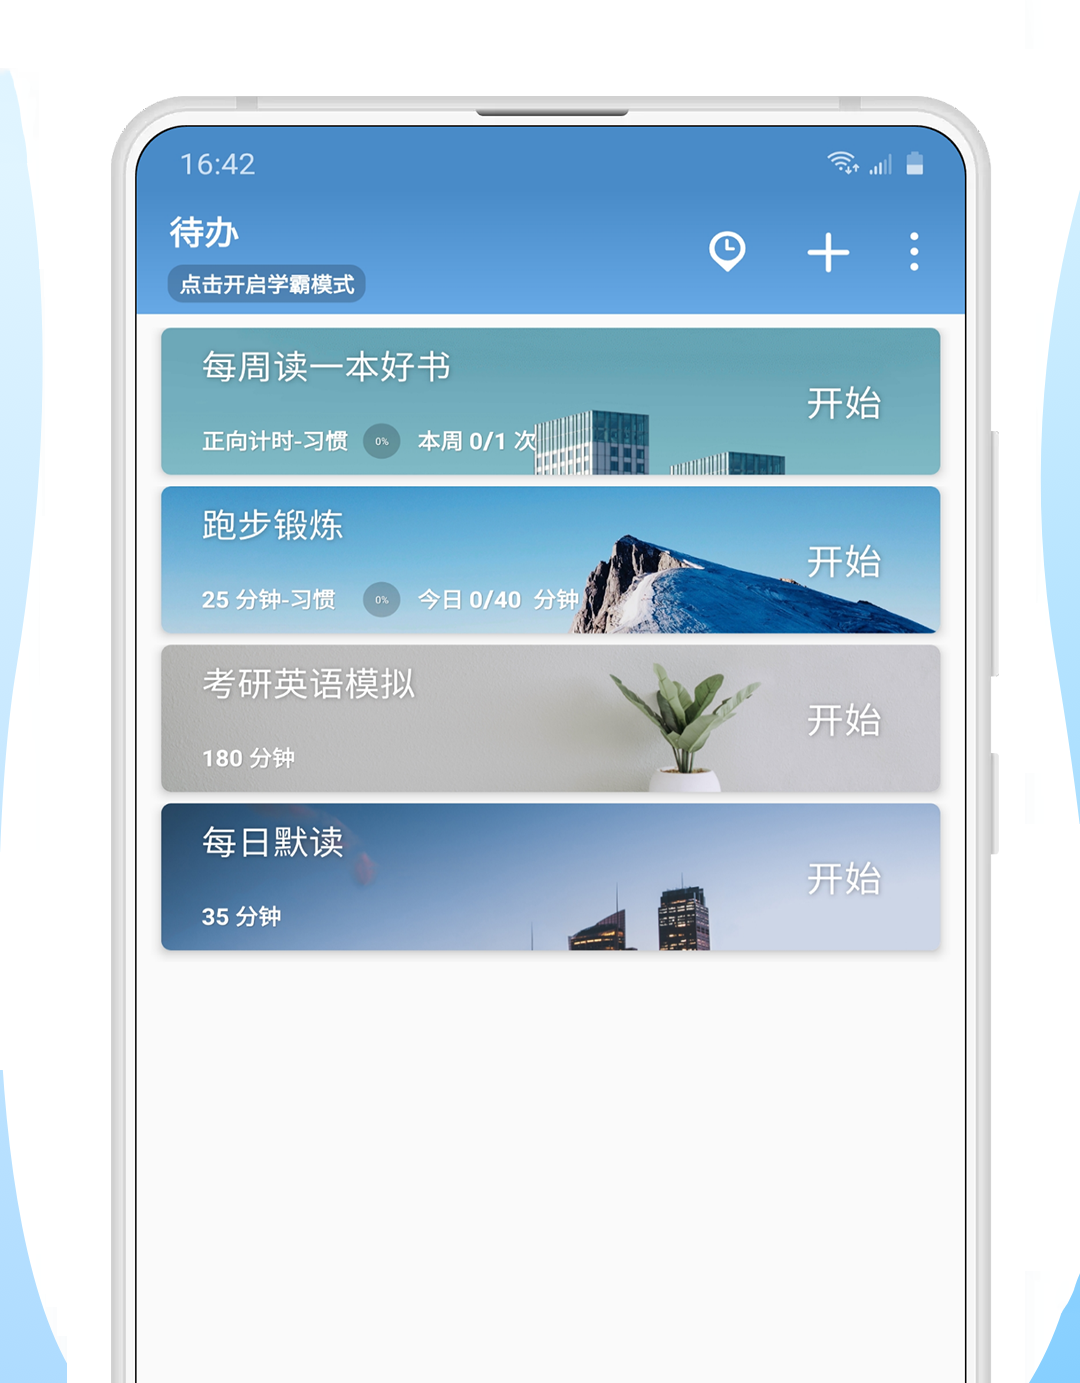 16:42
待办
点击开启学霸模式
每周读一本好书
开始
正向计时-习惯 0% 本周 0/1 次
跑步锻炼
开始
25 分钟-习惯 0% 今日 0/40 分钟
考研英语模拟
开始
180 分钟
每日默读
开始
35 分钟